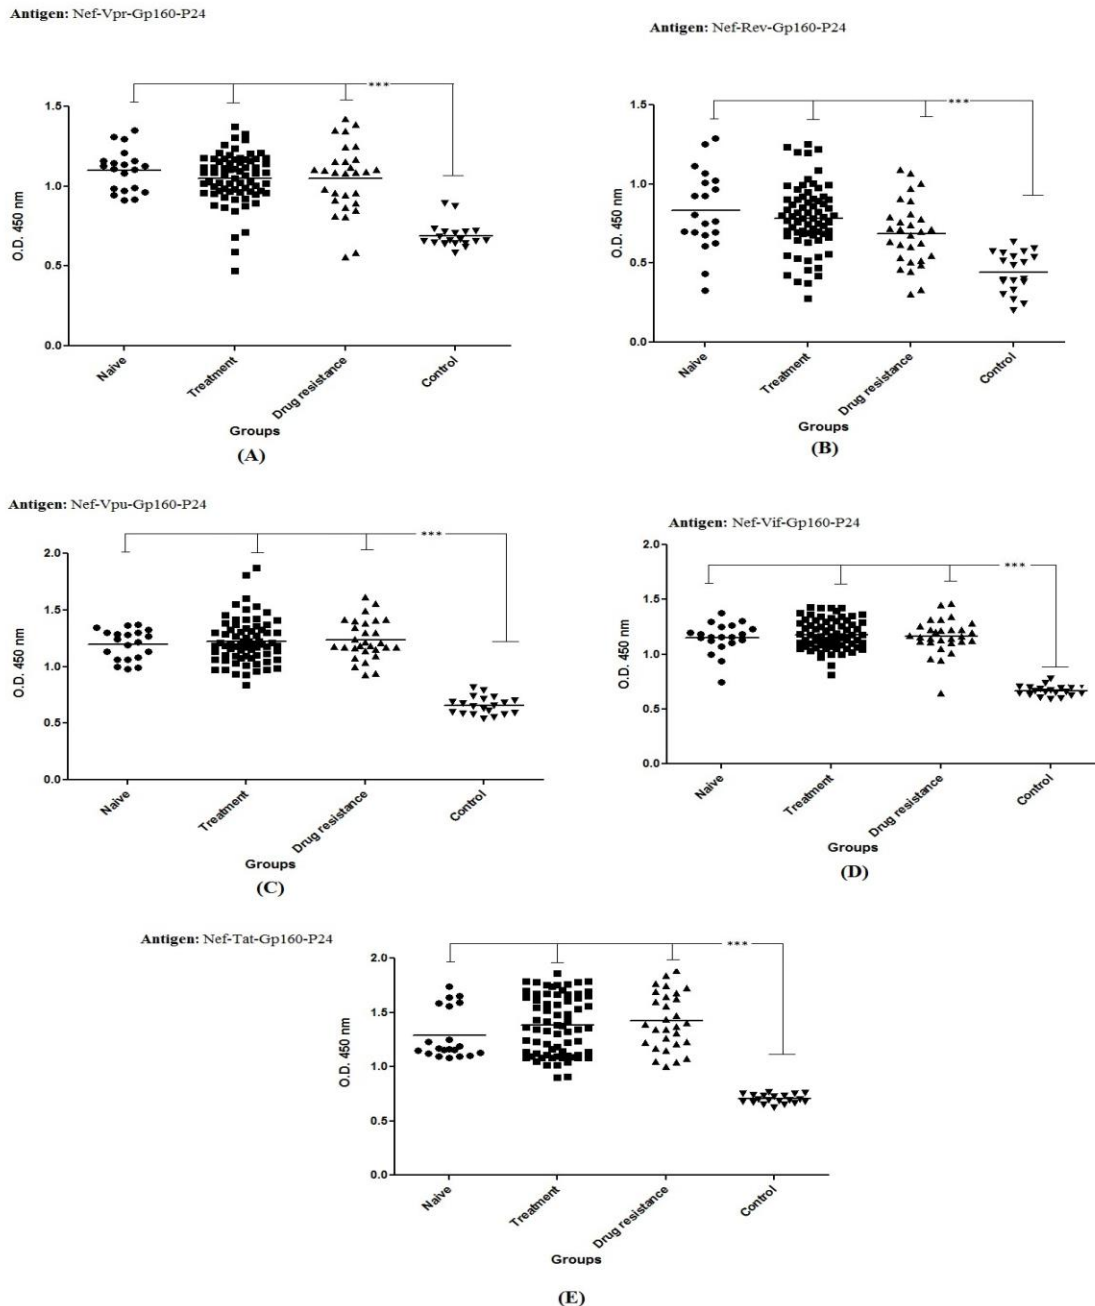 Antigen: Nef-Vpr-Gp160-P24
***
1.5
1.0
0.5
0.0
O.D. 450 nm
Naive
Treatment
Drug resistance
Control
Groups
(A)
Antigen: Nef-Rev-Gp160-P24
***
1.5
1.0
0.5
0.0
O.D. 450 nm
Naive
Treatment
Drug resistance
Control
Groups
(B)
Antigen: Nef-Vpu-Gp160-P24
***
2.0
1.5
1.0
0.5
0.0
O.D. 450 nm
Naive
Treatment
Drug resistance
Control
Groups
(C)
Antigen: Nef-Vif-Gp160-P24
***
2.0
1.5
1.0
0.5
0.0
O.D. 450 nm
Naive
Treatment
Drug resistance
Control
Groups
(D)
Antigen: Nef-Tat-Gp160-P24
***
2.0
1.5
1.0
0.5
0.0
O.D. 450 nm
Naive
Treatment
Drug resistance
Control
Groups
(E)